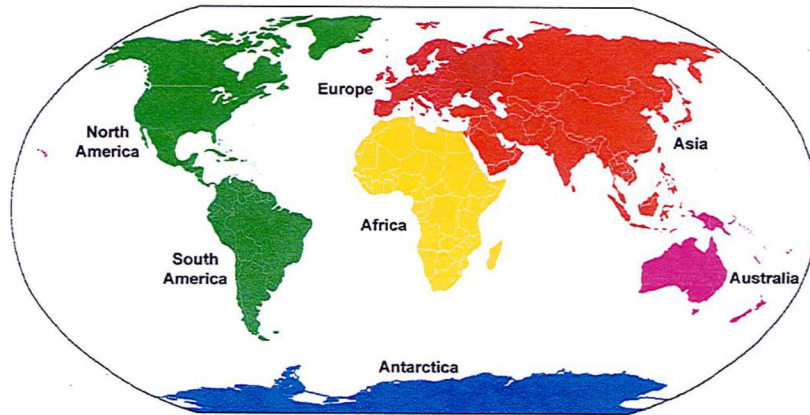 Europe
North
America
Asia
Africa
South
America
Australia
Antarctica